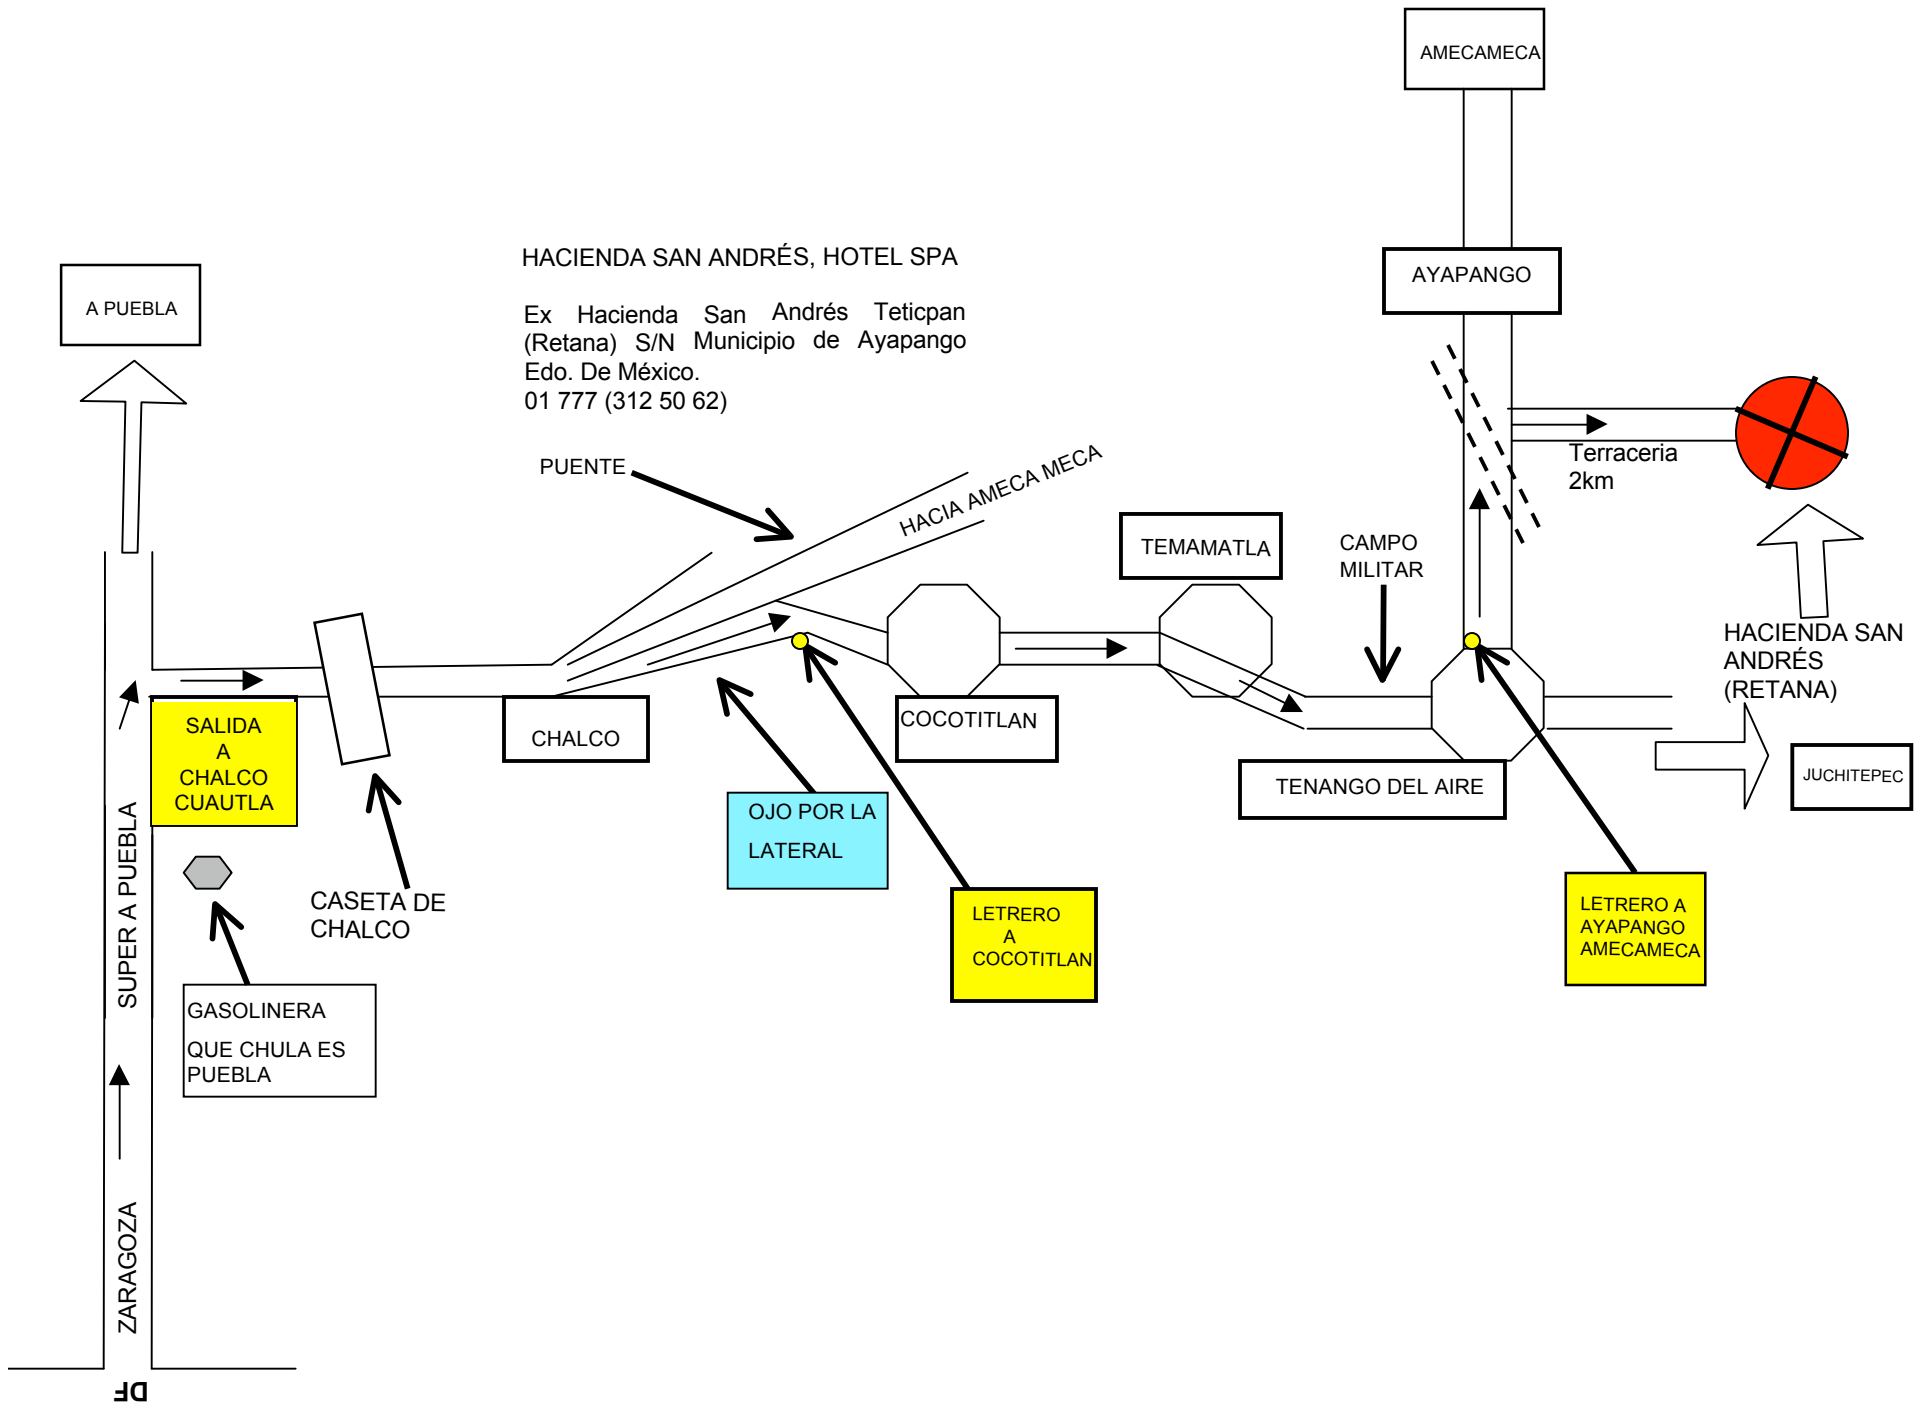 AMECAMECA
HACIENDA SAN ANDRÉS, HOTEL SPA
A PUEBLA
AYAPANGO
Ex Hacienda San Andrés Teticpan
(Retana) S/N Municipio de Ayapango
Edo. De México.
01 777 (312 50 62)
PUENTE
HACIA AMECA MECA
Terraceria
2km
TEMAMATLA
CAMPO
MILITAR
HACIENDA SAN
ANDRÉS
(RETANA)
SALIDA
A
CHALCO
CUAUTLA
CHALCO
COCOTITLAN
TENANGO DEL AIRE
JUCHITEPEC
OJO POR LA
LATERAL
SUPER A PUEBLA
CASETA DE
CHALCO
LETRERO
A
COCOTITLAN
LETRERO A
AYAPANGO
AMECAMECA
GASOLINERA
QUE CHULA ES
PUEBLA
ZARAGOZA
DF